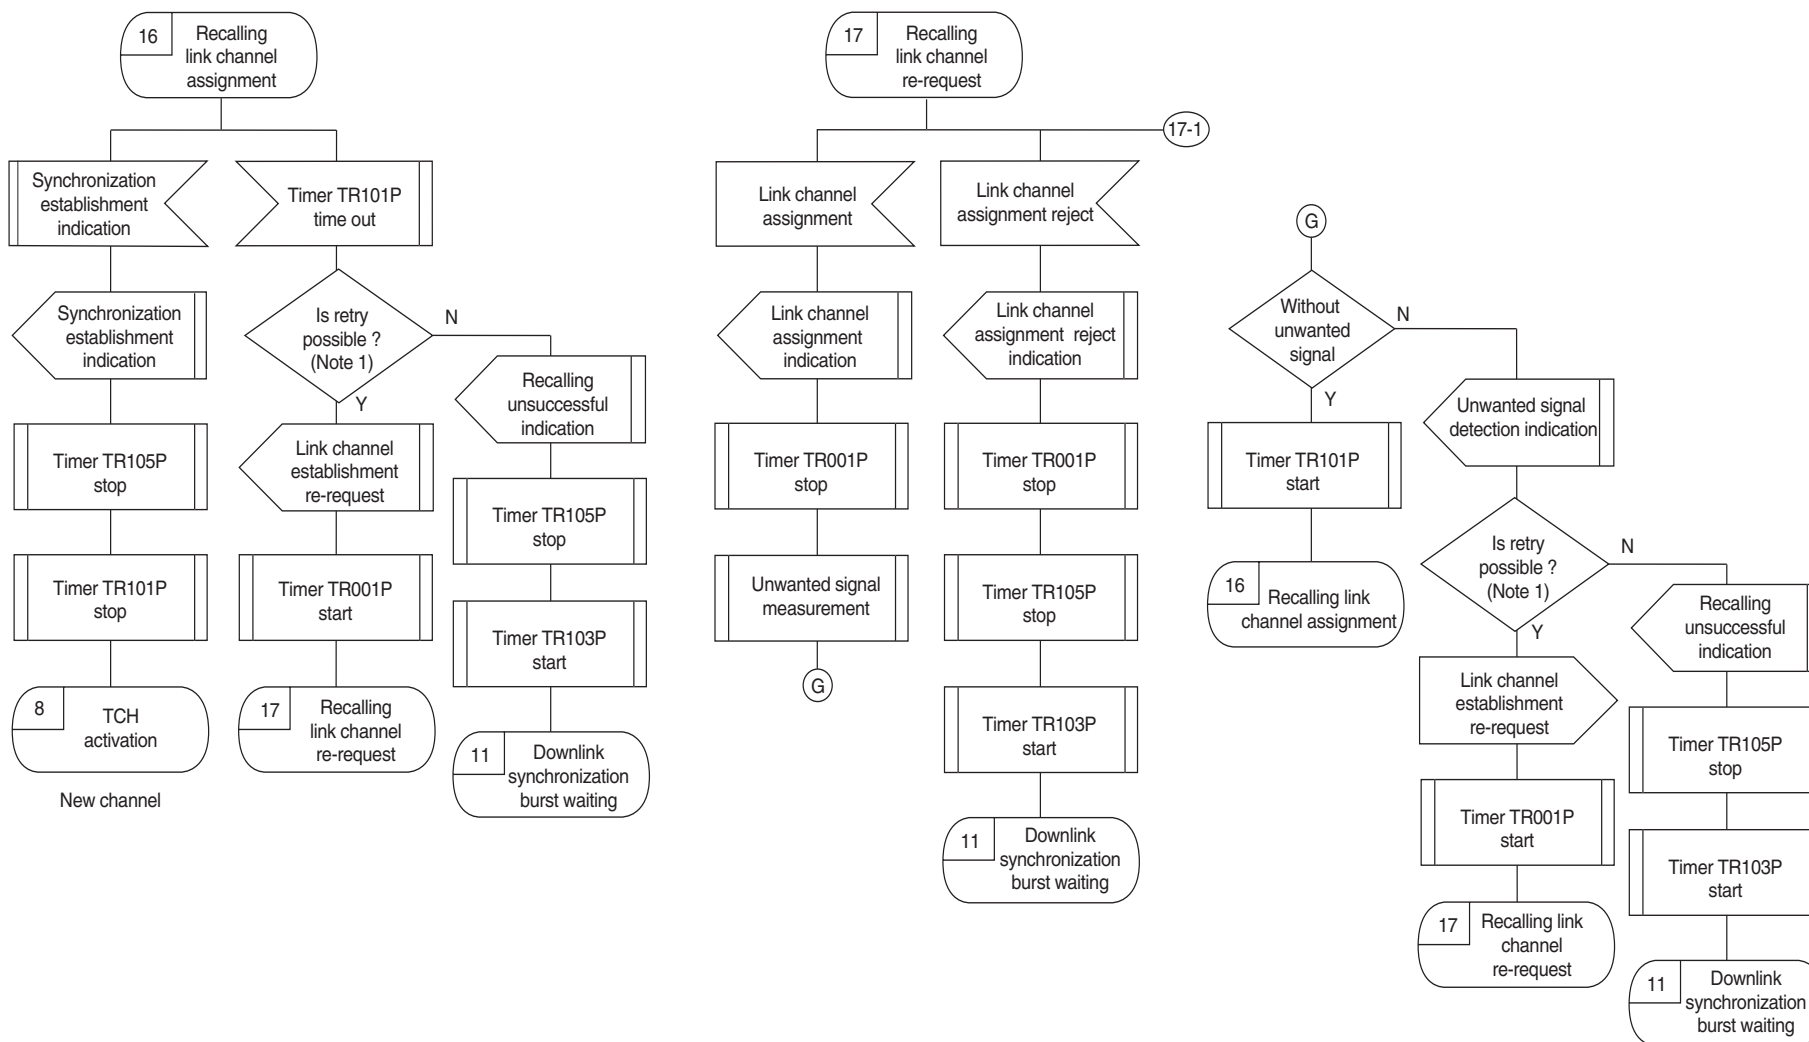 16
Recalling
link channel
assignment
Synchronization
establishment
indication
Synchronization
establishment
indication
Timer TR105P
stop
Timer TR101P
stop
8
TCH
activation
New channel
Timer TR101P
time out
Is retry
possible ?
(Note 1)
N
Y
Link channel
establishment
re-request
Timer TR001P
start
17
Recalling
link channel
re-request
Recalling
unsuccessful
indication
Timer TR105P
stop
Timer TR103P
start
11
Downlink
synchronization
burst waiting
17
Recalling
link channel
re-request
17-1
Link channel
assignment
Link channel
assignment
indication
Timer TR001P
stop
Unwanted signal
measurement
G
Link channel
assignment reject
Link channel
assignment reject
indication
Timer TR001P
stop
Timer TR105P
stop
Timer TR103P
start
11
Downlink
synchronization
burst waiting
G
Without
unwanted
signal
N
Y
Timer TR101P
start
16
Recalling link
channel assignment
Unwanted signal
detection indication
Is retry
possible ?
(Note 1)
N
Y
Link channel
establishment
re-request
Timer TR001P
start
17
Recalling link
channel
re-request
Recalling
unsuccessful
indication
Timer TR105P
stop
Timer TR103P
start
11
Downlink
synchronization
burst waiting